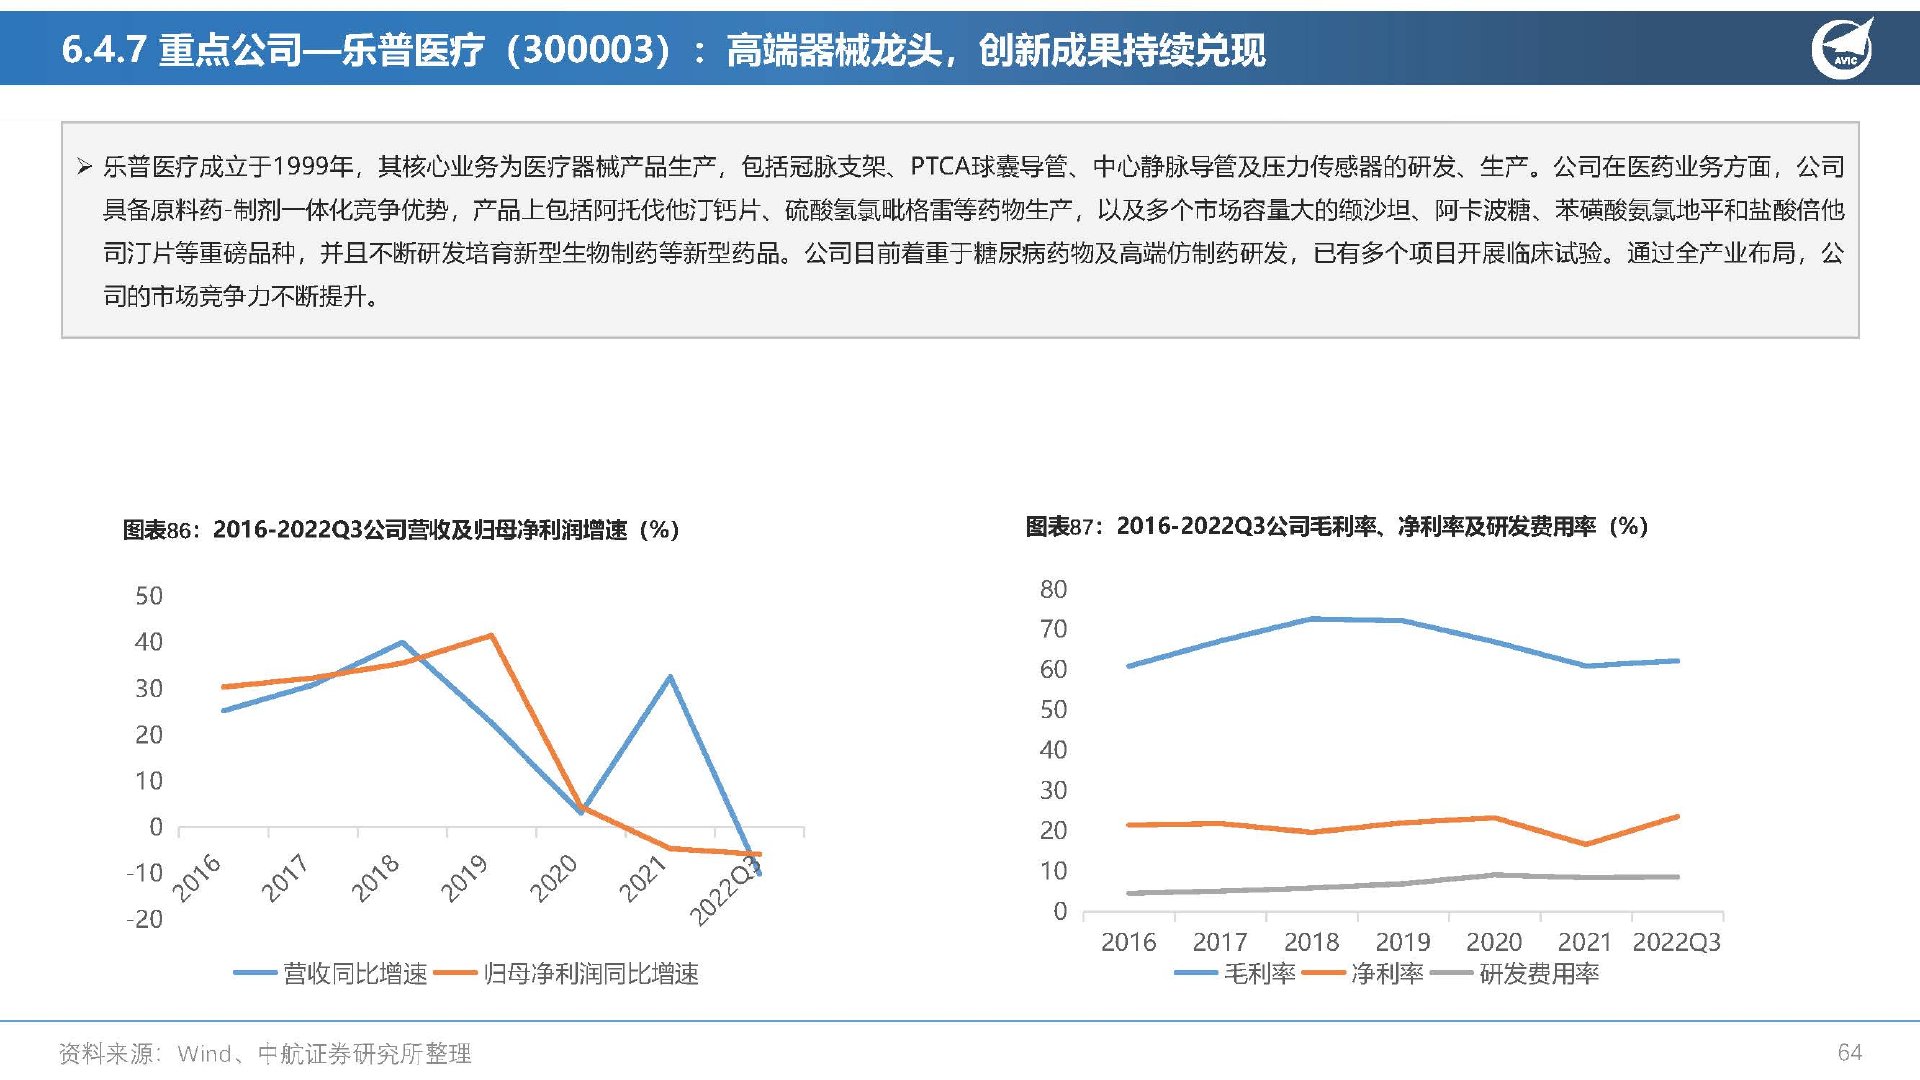 6.4.7 重点公司—乐普医疗（300003）：高端器械龙头，创新成果持续兑现
AVIC
➢ 乐普医疗成立于1999年，其核心业务为医疗器械产品生产，包括冠脉支架、PTCA球囊导管、中心静脉导管及压力传感器的研发、生产。公司在医药业务方面，公司
具备原料药-制剂一体化竞争优势，产品上包括阿托伐他汀钙片、硫酸氢氯吡格雷等药物生产，以及多个市场容量大的缬沙坦、阿卡波糖、苯磺酸氨氯地平和盐酸倍他
司汀片等重磅品种，并且不断研发培育新型生物制药等新型药品。公司目前着重于糖尿病药物及高端仿制药研发，已有多个项目开展临床试验。通过全产业布局，公
司的市场竞争力不断提升。
图表86：2016-2022Q3公司营收及归母净利润增速（%）
50
40
30
20
10
0
-10
-20
2016 2017 2018 2019 2020 2021 2022Q3
营收同比增速 归母净利润同比增速
图表87：2016-2022Q3公司毛利率、净利率及研发费用率（%）
80
70
60
50
40
30
20
10
0
2016 2017 2018 2019 2020 2021 2022Q3
毛利率 净利率 研发费用率
资料来源：Wind、中航证券研究所整理
64